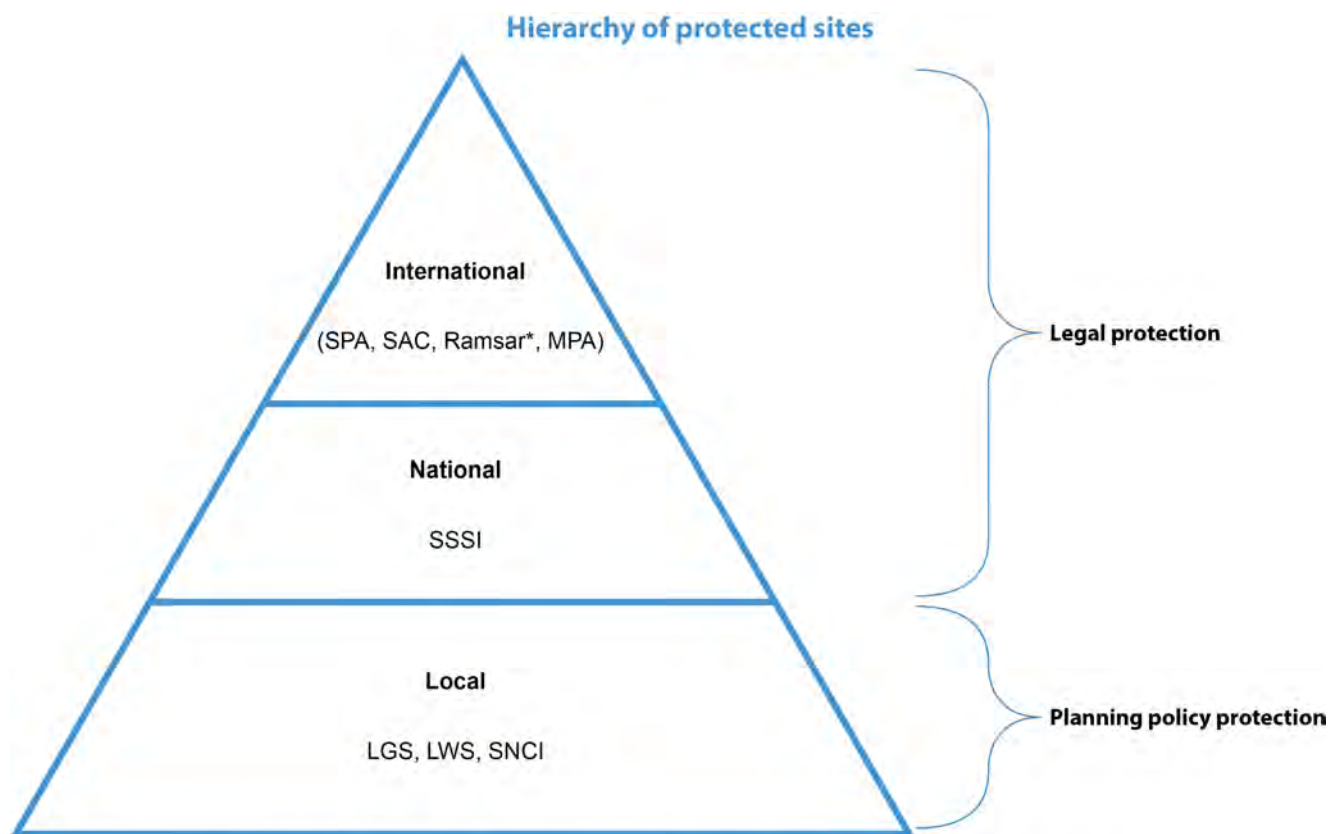 Hierarchy of protected sites
International
(SPA, SAC, Ramsar*, MPA)
Legal protection
National
SSSI
Local
LGS, LWS, SNCI
Planning policy protection